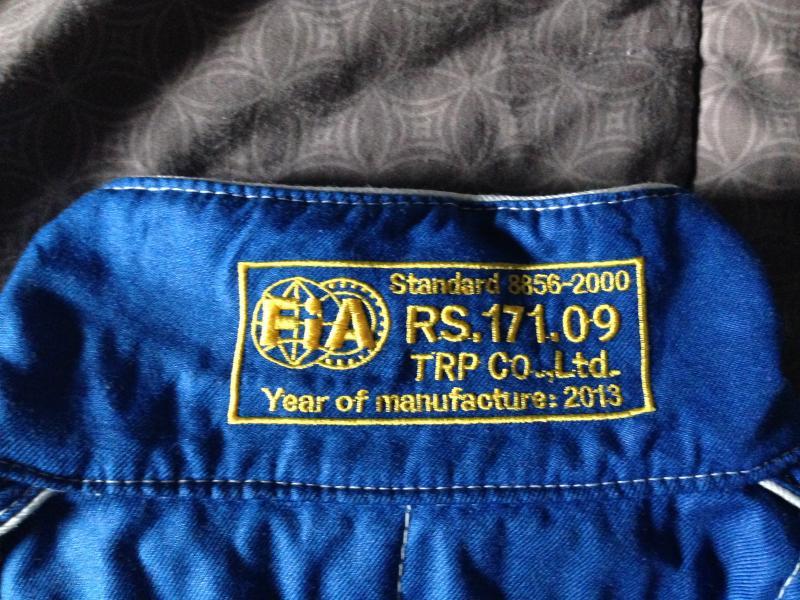 FiA
Standard 8856-2000
RS.171.09
TRP CO.,Ltd.
Year of manufacture: 2013